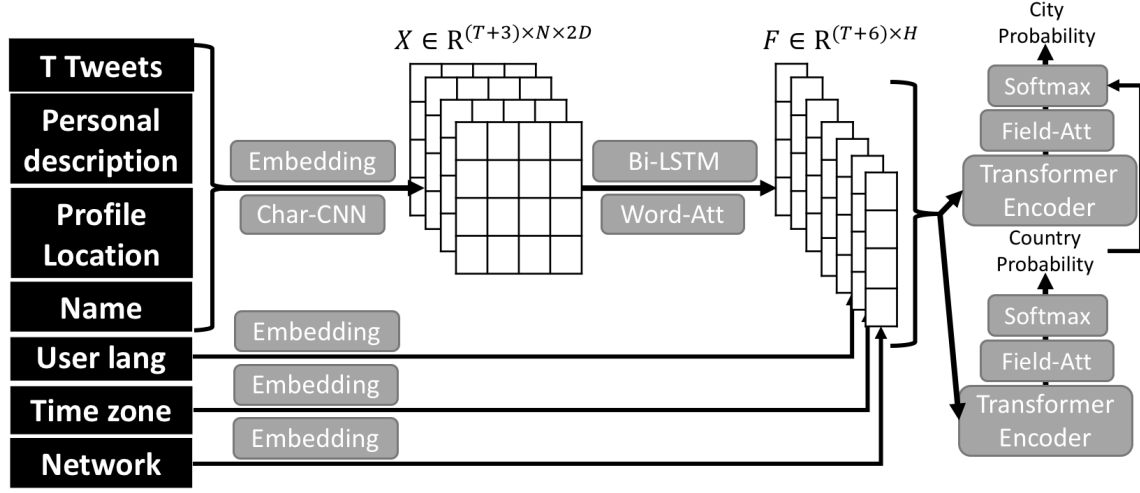 T Tweets
Personal
description
Profile
Location
Name
User lang
Time zone
Network
Embedding
Char-CNN
Embedding
Embedding
Embedding
X ∈ R^{(T+3)×N×2D}
Bi-LSTM
Word-Att
F ∈ R^{(T+6)×H}
City
Probability
Softmax
Field-Att
Transformer
Encoder
Country
Probability
Softmax
Field-Att
Transformer
Encoder